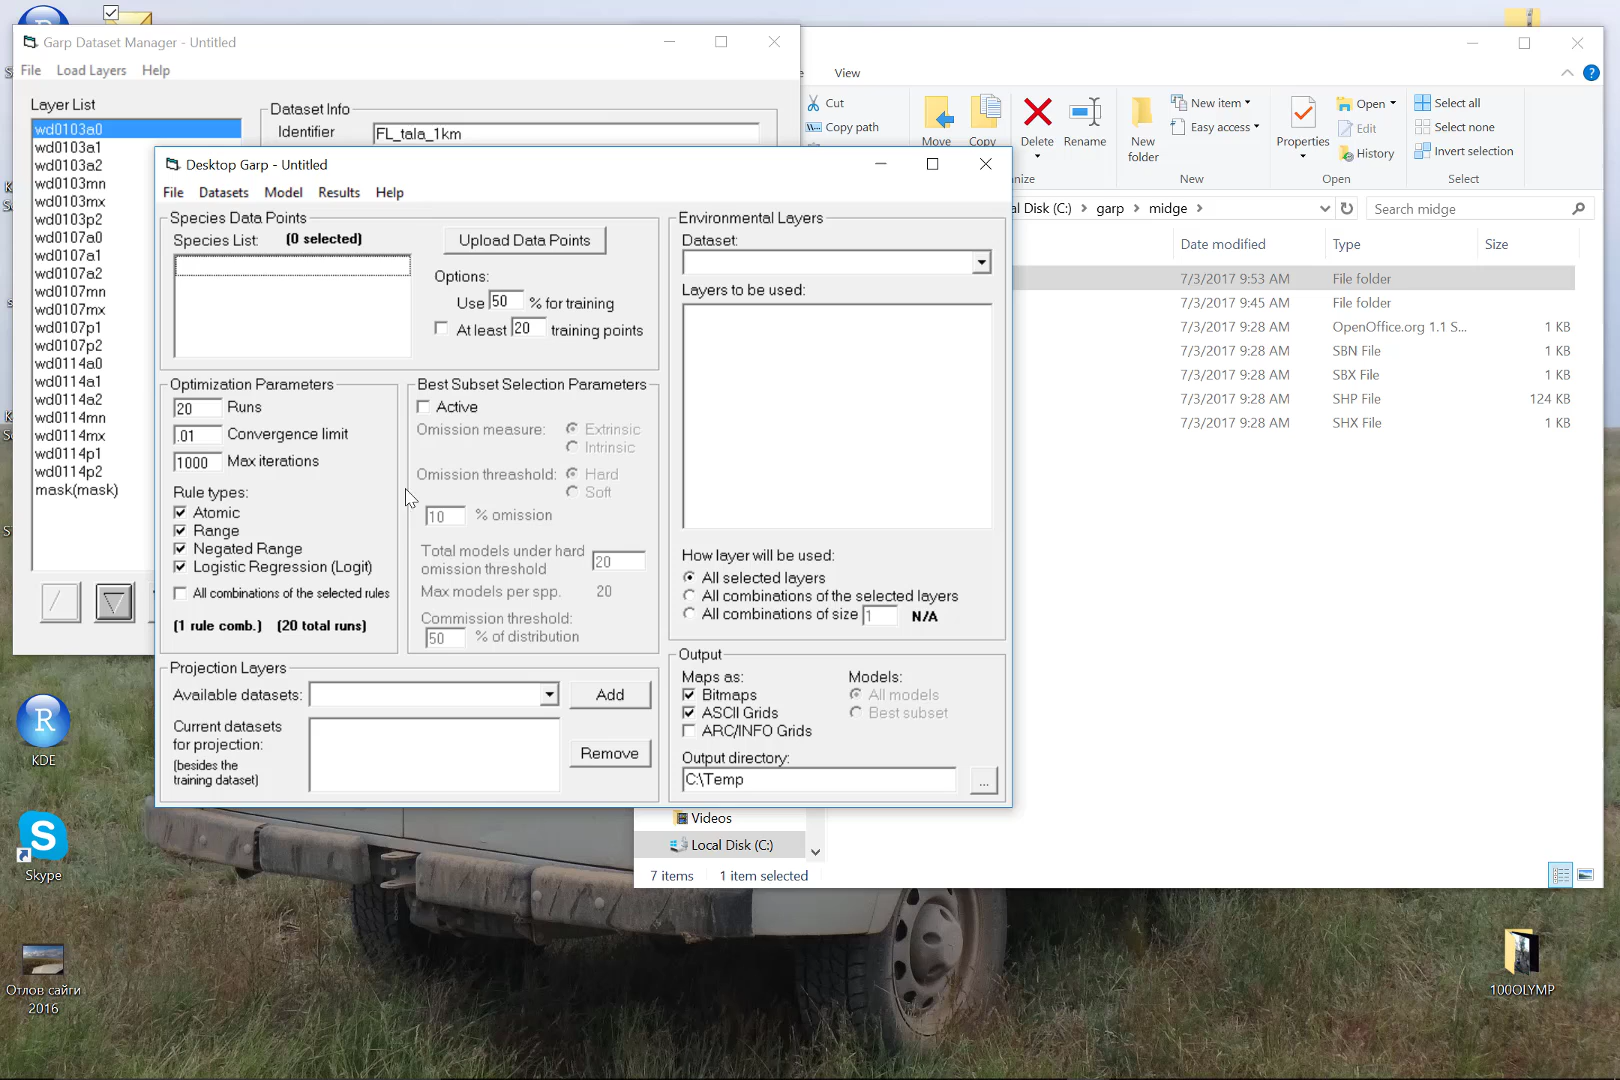 Garp Dataset Manager - Untitled
File Load Layers Help
Layer List
wd0103a0
wd0103a1
wd0103a2
wd0103mn
wd0103mx
wd0103p2
wd0107a0
wd0107a1
wd0107a2
wd0107mn
wd0107mx
wd0107p1
wd0107p2
wd0114a0
wd0114a1
wd0114a2
wd0114mn
wd0114mx
wd0114p1
wd0114p2
mask(mask)
Dataset Info
Identifier FL_tala_1km
Desktop Garp - Untitled
File Datasets Model Results Help
Species Data Points
Species List: (0 selected)
Upload Data Points
Options:
Use 50 % for training
At least 20 training points
Optimization Parameters
20 Runs
.01 Convergence limit
1000 Max iterations
Rule types:
Atomic
Range
Negated Range
Logistic Regression (Logit)
All combinations of the selected rules
(1 rule comb.) (20 total runs)
Best Subset Selection Parameters
Active
Omission measure: Extrinsic
Intrinsic
Omission threashold: Hard
Soft
10 % omission
Total models under hard
omission threshold 20
Max models per spp. 20
Commission threshold:
50 % of distribution
Projection Layers
Available datasets: Add
Current datasets
for projection:
(besides the
training dataset)
Remove
Environmental Layers
Dataset:
Layers to be used:
How layer will be used:
All selected layers
All combinations of the selected layers
All combinations of size 1 N/A
Output
Maps as:
Bitmaps
ASCII Grids
ARC/INFO Grids
Models:
All models
Best subset
Output directory:
C:\Temp ...
View
Cut
Copy path
Move
Copy
Delete
Rename
New
folder
New item
Easy access
New
Properties
Open
Edit
History
Open
Select all
Select none
Invert selection
Select
al Disk (C:) > garp > midge >
Search midge
Date modified Type Size
7/3/2017 9:53 AM File folder
7/3/2017 9:45 AM File folder
7/3/2017 9:28 AM OpenOffice.org 1.1 S... 1 KB
7/3/2017 9:28 AM SBN File 1 KB
7/3/2017 9:28 AM SBX File 1 KB
7/3/2017 9:28 AM SHP File 124 KB
7/3/2017 9:28 AM SHX File 1 KB
Videos
Local Disk (C:)
7 items 1 item selected
R
KDE
S
Skype
Отлов сайги
2016
100OLYMP